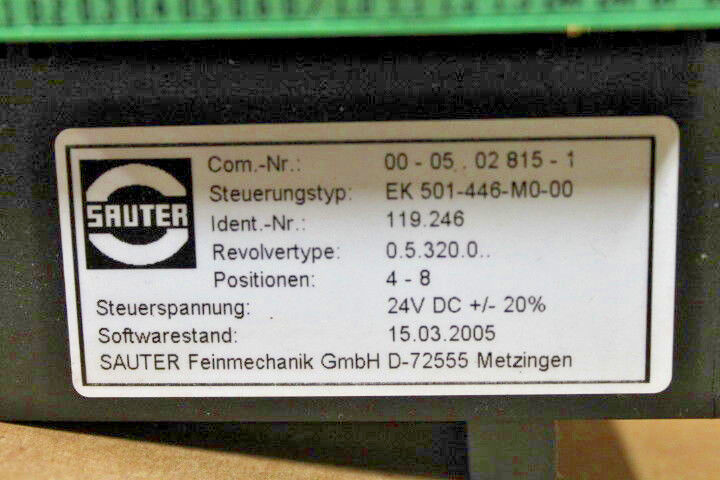 SAUTER
Com.-Nr.: 00 - 05 . 02 815 - 1
Steuerungstyp: EK 501-446-M0-00
Ident.-Nr.: 119.246
Revolvertype: 0.5.320.0..
Positionen: 4 - 8
Steuerspannung: 24V DC +/- 20%
Softwarestand: 15.03.2005
SAUTER Feinmechanik GmbH D-72555 Metzingen